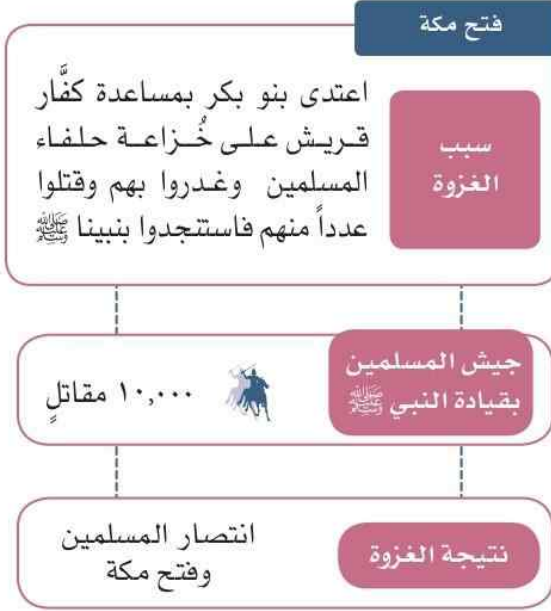 فتح مكة
سبب
الغزوة
اعتدى بنو بكر بمساعدة كفَّار
قريش على خُزاعة حلفاء
المسلمين وغدروا بهم وقتلوا
عدداً منهم فاستنجدوا بنبينا ﷺ
جيش المسلمين
بقيادة النبي ﷺ
١٠,٠٠٠ مقاتلٍ
نتيجة الغزوة
انتصار المسلمين
وفتح مكة